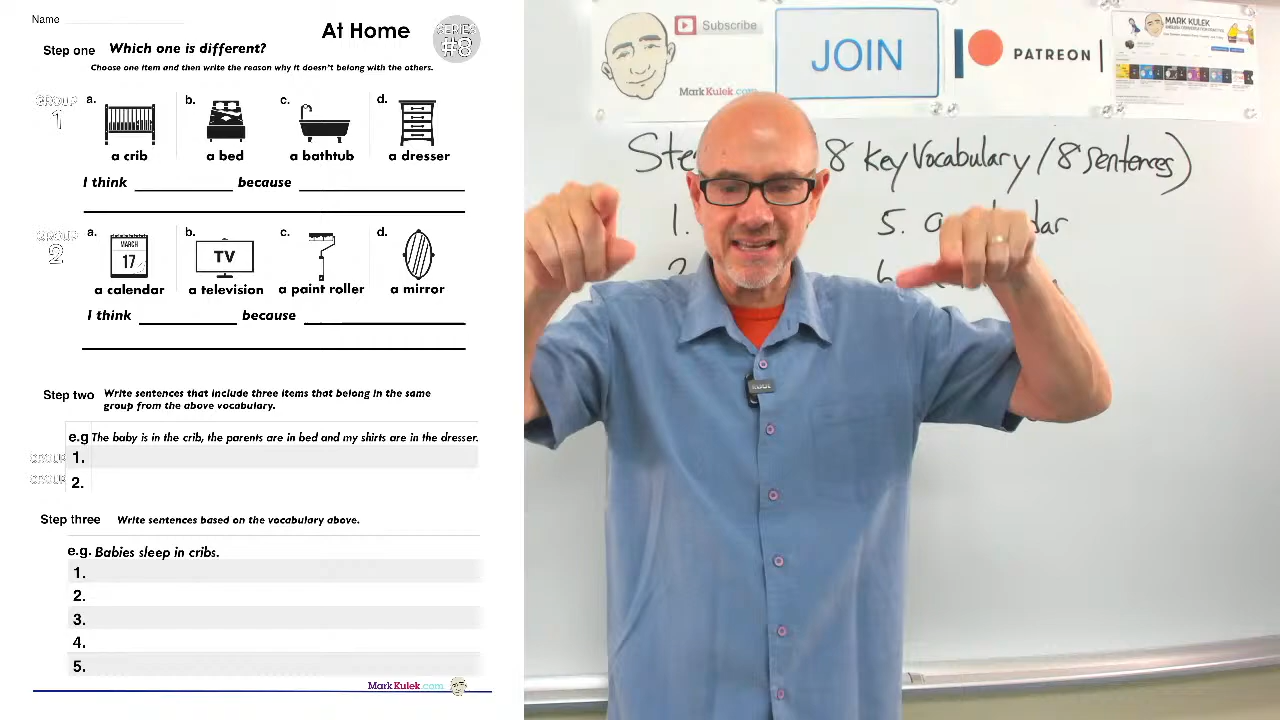 Name
At Home
Step one Which one is different?
Choose one item and then write the reason why it doesn't belong with the
1
a. b. c. d.
a crib a bed a bathtub a dresser
I think because
2
a. b. c. d.
MARCH
17
TV
a calendar a television a paint roller a mirror
I think because
Step two Write sentences that include three items that belong in the same
group from the above vocabulary.
e.g The baby is in the crib, the parents are in bed and my shirts are in the dresser.
1.
2.
Step three Write sentences based on the vocabulary above.
e.g. Babies sleep in cribs.
1.
2.
3.
4.
5.
MarkKulek.com
Subscribe
MarkKulek.com
JOIN
PATREON
MARK KULEK
8 Key Vocabulary / 8 Sentences)
1. 5. a
2. 6.